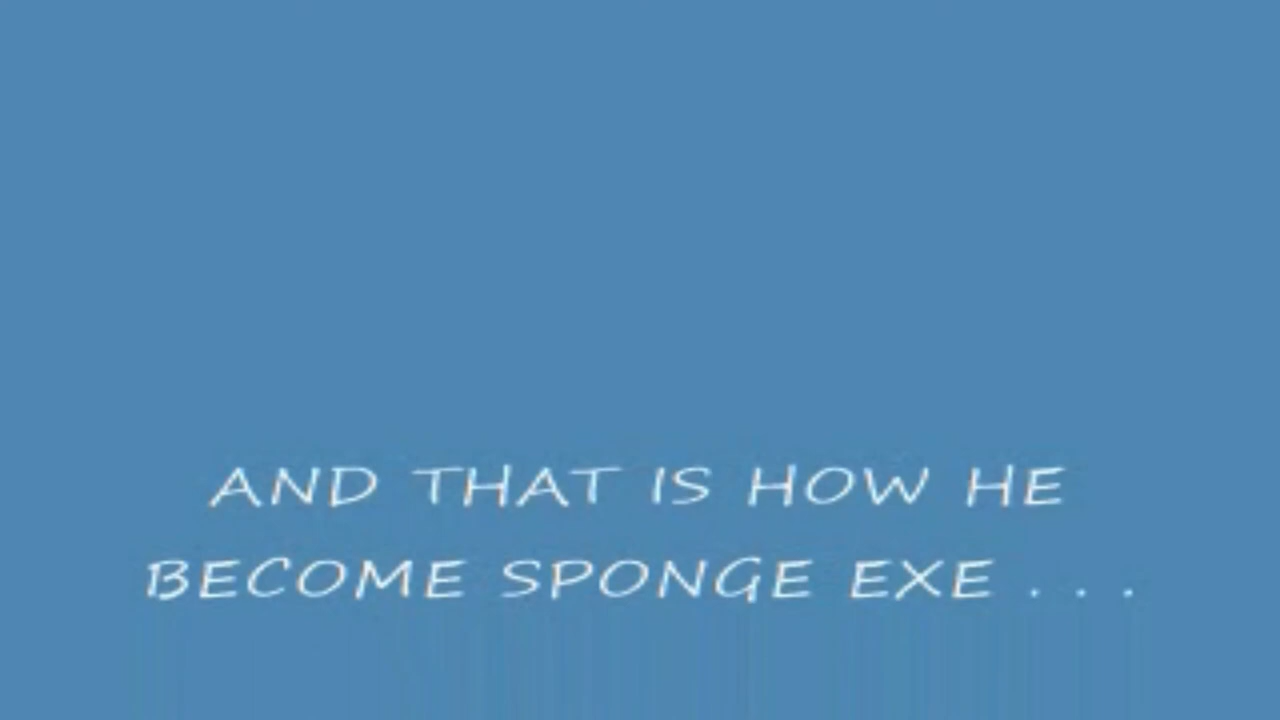 AND THAT IS HOW HE
BECOME SPONGE EXE . . .